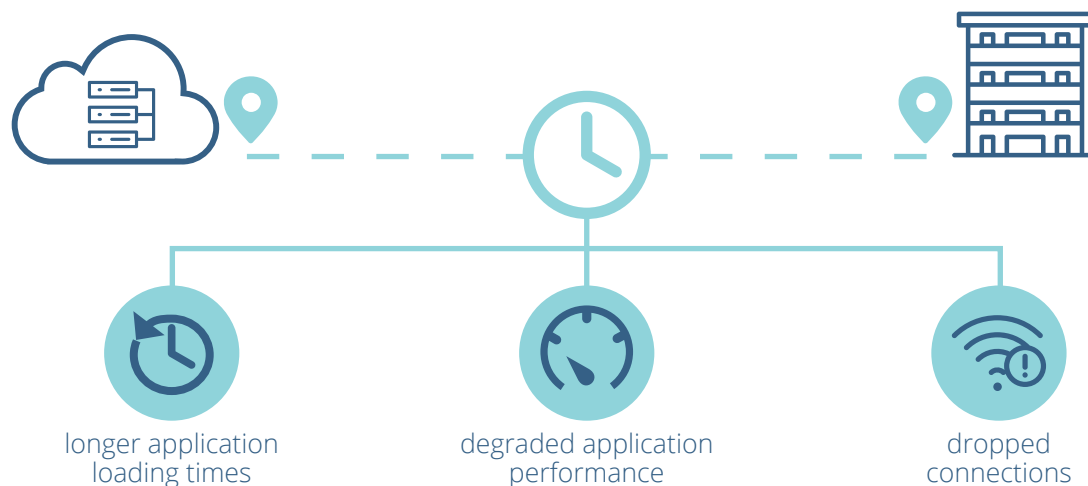 longer application
loading times
degraded application
performance
dropped
connections